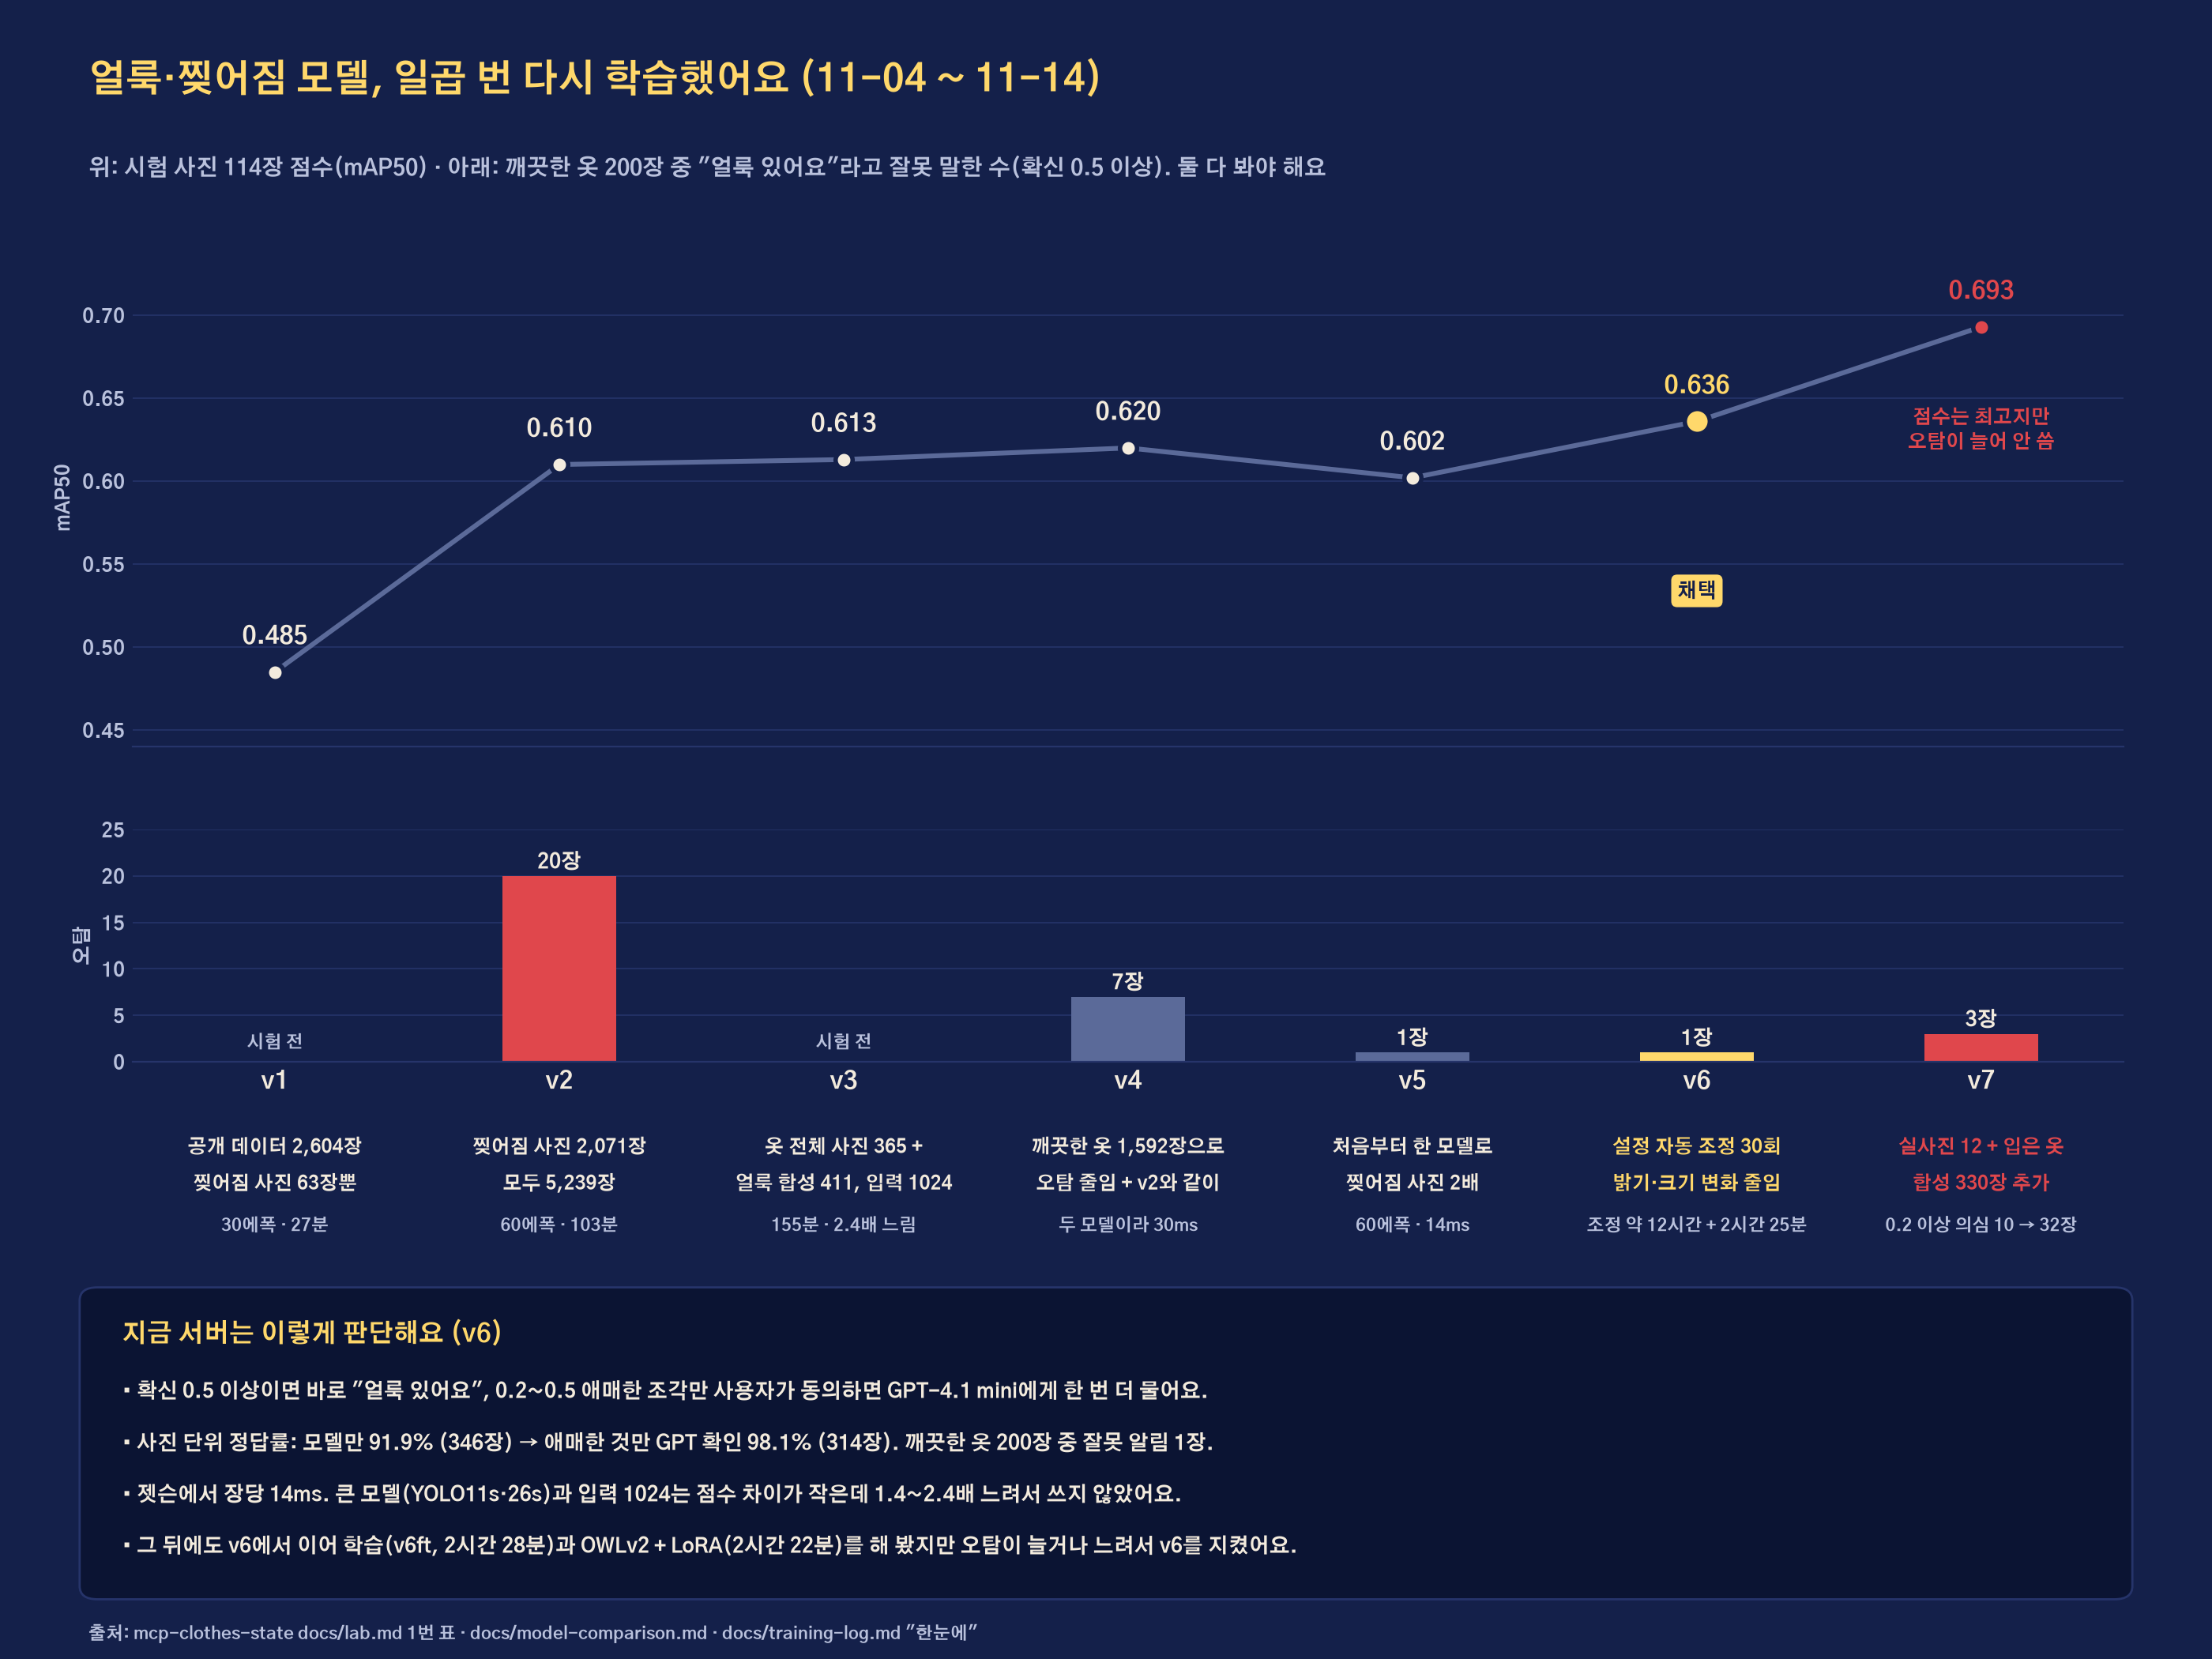 얼룩·찢어짐 모델, 일곱 번 다시 학습했어요 (11-04 ~ 11-14)
위: 시험 사진 114장 점수(mAP50) · 아래: 깨끗한 옷 200장 중 "얼룩 있어요"라고 잘못 말한 수(확신 0.5 이상). 둘 다 봐야 해요
mAP50
0.70
0.65
0.60
0.55
0.50
0.45
0.485
0.610
0.613
0.620
0.602
0.636
0.693
점수는 최고지만
오탐이 늘어 안 씀
채택
오탐
25
20
15
10
5
0
시험 전
20장
시험 전
7장
1장
1장
3장
v1
v2
v3
v4
v5
v6
v7
공개 데이터 2,604장
찢어짐 사진 63장뿐
30에폭 · 27분
찢어짐 사진 2,071장
모두 5,239장
60에폭 · 103분
옷 전체 사진 365 +
얼룩 합성 411, 입력 1024
155분 · 2.4배 느림
깨끗한 옷 1,592장으로
오탐 줄임 + v2와 같이
두 모델이라 30ms
처음부터 한 모델로
찢어짐 사진 2배
60에폭 · 14ms
설정 자동 조정 30회
밝기·크기 변화 줄임
조정 약 12시간 + 2시간 25분
실사진 12 + 입은 옷
합성 330장 추가
0.2 이상 의심 10 → 32장
지금 서버는 이렇게 판단해요 (v6)
· 확신 0.5 이상이면 바로 "얼룩 있어요", 0.2~0.5 애매한 조각만 사용자가 동의하면 GPT-4.1 mini에게 한 번 더 물어요.
· 사진 단위 정답률: 모델만 91.9% (346장) → 애매한 것만 GPT 확인 98.1% (314장). 깨끗한 옷 200장 중 잘못 알림 1장.
· 젯슨에서 장당 14ms. 큰 모델(YOLO11s·26s)과 입력 1024는 점수 차이가 작은데 1.4~2.4배 느려서 쓰지 않았어요.
· 그 뒤에도 v6에서 이어 학습(v6ft, 2시간 28분)과 OWLv2 + LoRA(2시간 22분)를 해 봤지만 오탐이 늘거나 느려서 v6를 지켰어요.
출처: mcp-clothes-state docs/lab.md 1번 표 · docs/model-comparison.md · docs/training-log.md "한눈에"